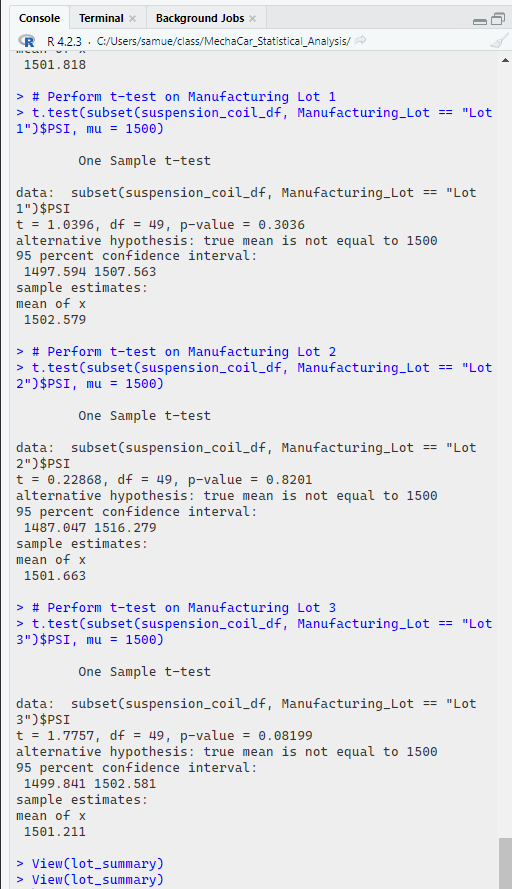 Console Terminal Background Jobs
R 4.2.3 · C:/Users/samue/class/MechaCar_Statistical_Analysis/
mean of x
1501.818
> # Perform t-test on Manufacturing Lot 1
> t.test(subset(suspension_coil_df, Manufacturing_Lot == "Lot
1")$PSI, mu = 1500)
One Sample t-test
data: subset(suspension_coil_df, Manufacturing_Lot == "Lot
1")$PSI
t = 1.0396, df = 49, p-value = 0.3036
alternative hypothesis: true mean is not equal to 1500
95 percent confidence interval:
1497.594 1507.563
sample estimates:
mean of x
1502.579
> # Perform t-test on Manufacturing Lot 2
> t.test(subset(suspension_coil_df, Manufacturing_Lot == "Lot
2")$PSI, mu = 1500)
One Sample t-test
data: subset(suspension_coil_df, Manufacturing_Lot == "Lot
2")$PSI
t = 0.22868, df = 49, p-value = 0.8201
alternative hypothesis: true mean is not equal to 1500
95 percent confidence interval:
1487.047 1516.279
sample estimates:
mean of x
1501.663
> # Perform t-test on Manufacturing Lot 3
> t.test(subset(suspension_coil_df, Manufacturing_Lot == "Lot
3")$PSI, mu = 1500)
One Sample t-test
data: subset(suspension_coil_df, Manufacturing_Lot == "Lot
3")$PSI
t = 1.7757, df = 49, p-value = 0.08199
alternative hypothesis: true mean is not equal to 1500
95 percent confidence interval:
1499.841 1502.581
sample estimates:
mean of x
1501.211
> View(lot_summary)
> View(lot_summary)